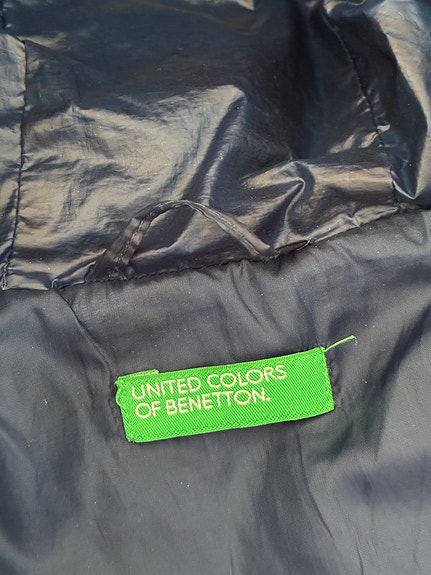 UNITED COLORS
OF BENETTON.